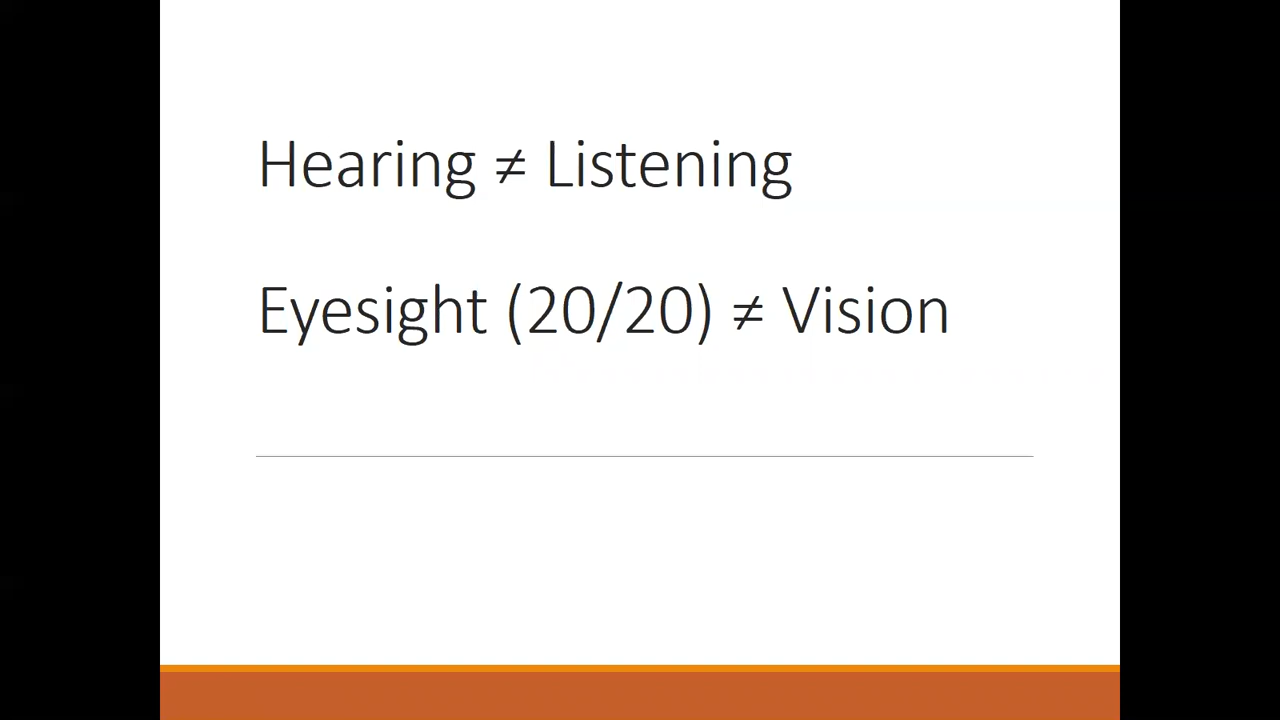 Hearing ≠ Listening
Eyesight (20/20) ≠ Vision